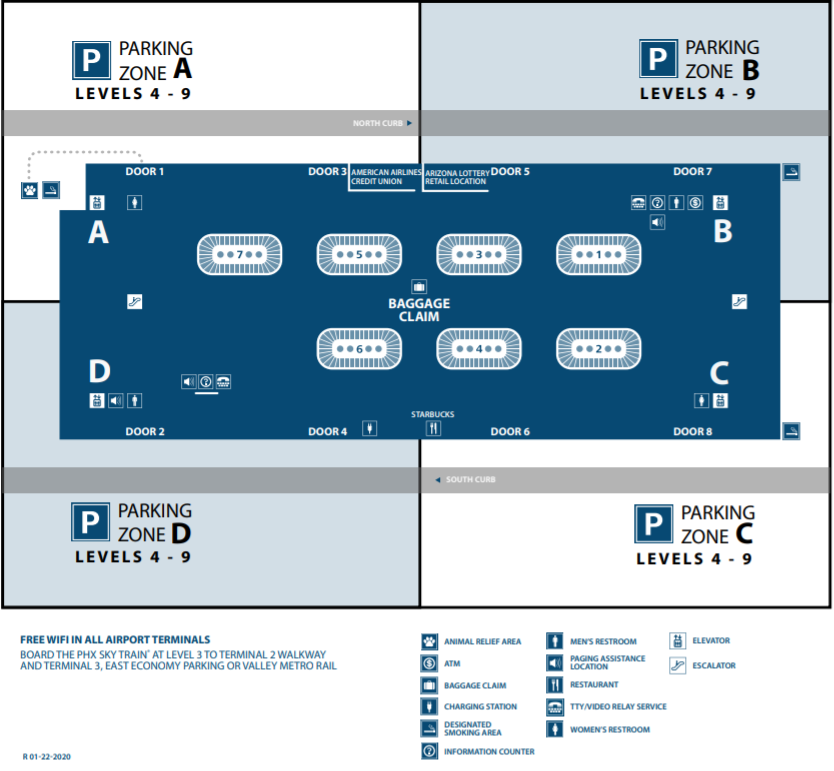 P PARKING
ZONE A
LEVELS 4 - 9
P PARKING
ZONE B
LEVELS 4 - 9
NORTH CURB
DOOR 1
DOOR 3
AMERICAN AIRLINES
CREDIT UNION
ARIZONA LOTTERY
RETAIL LOCATION
DOOR 5
DOOR 7
A
B
7
5
3
1
BAGGAGE
CLAIM
6
4
2
D
C
STARBUCKS
DOOR 2
DOOR 4
DOOR 6
DOOR 8
SOUTH CURB
P PARKING
ZONE D
LEVELS 4 - 9
P PARKING
ZONE C
LEVELS 4 - 9
FREE WIFI IN ALL AIRPORT TERMINALS
BOARD THE PHX SKY TRAIN® AT LEVEL 3 TO TERMINAL 2 WALKWAY
AND TERMINAL 3, EAST ECONOMY PARKING OR VALLEY METRO RAIL
R 01-22-2020
ANIMAL RELIEF AREA
ATM
BAGGAGE CLAIM
CHARGING STATION
DESIGNATED
SMOKING AREA
INFORMATION COUNTER
MEN'S RESTROOM
PAGING ASSISTANCE
LOCATION
RESTAURANT
TTY/VIDEO RELAY SERVICE
WOMEN'S RESTROOM
ELEVATOR
ESCALATOR